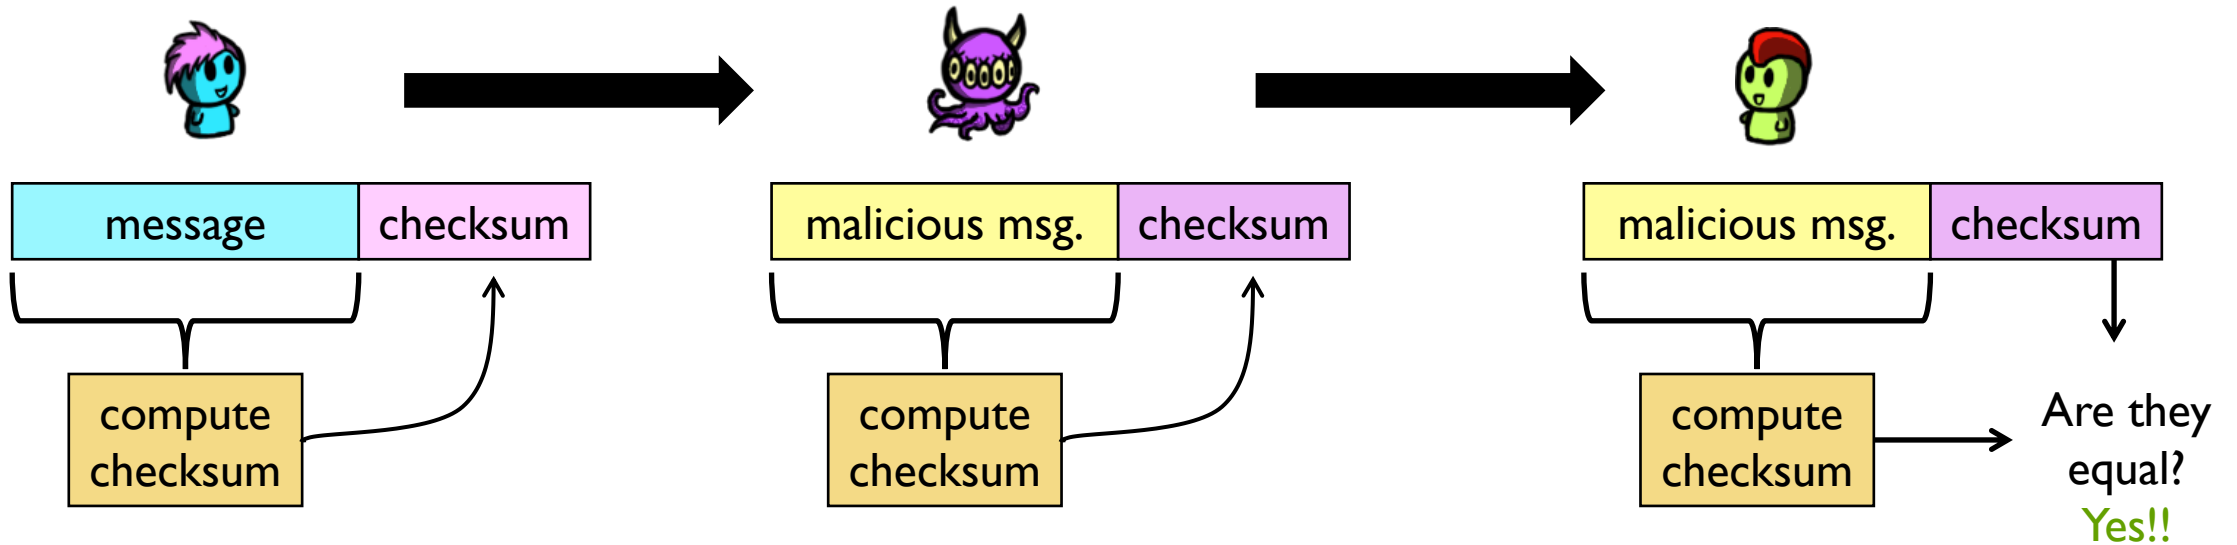 message
checksum
malicious msg.
checksum
malicious msg.
checksum
compute
checksum
compute
checksum
compute
checksum
Are they
equal?
Yes!!